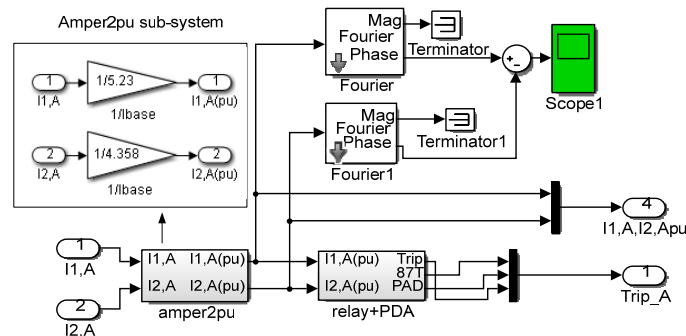 Amper2pu sub-system
1
I1,A
1/5.23
1/Ibase
1
I1,A(pu)
2
I2,A
1/4.358
1/Ibase
2
I2,A(pu)
Mag
Fourier
Phase
Fourier
Terminator
+
-
Scope1
Mag
Fourier
Phase
Fourier1
Terminator1
4
I1,A,I2,Apu
1
I1,A
2
I2,A
I1,A I1,A(pu)
I2,A I2,A(pu)
amper2pu
I1,A(pu) Trip
87T
I2,A(pu) PAD
relay+PDA
1
Trip_A